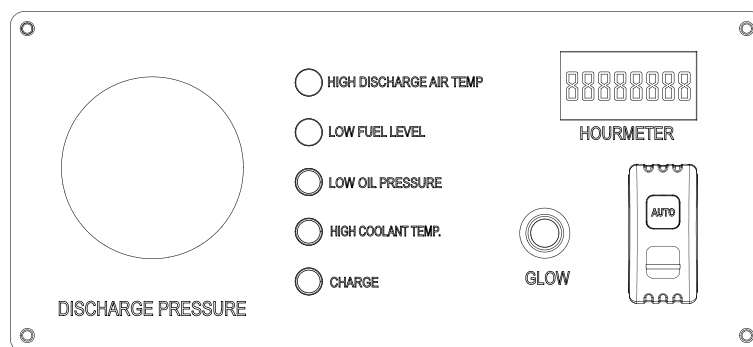 HIGH DISCHARGE AIR TEMP
LOW FUEL LEVEL
LOW OIL PRESSURE
HIGH COOLANT TEMP.
CHARGE
DISCHARGE PRESSURE
88888888
HOURMETER
AUTO
GLOW